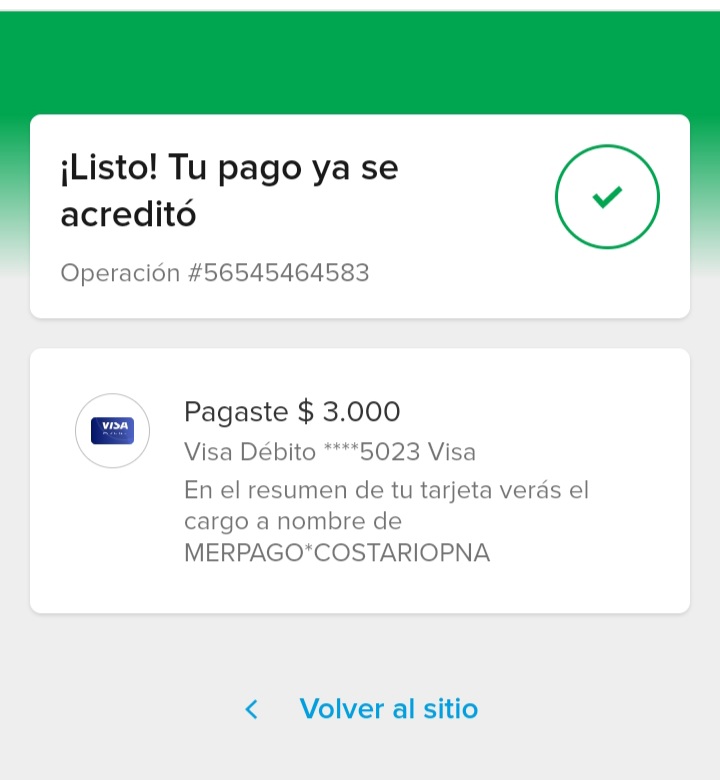 ¡Listo! Tu pago ya se
acreditó
Operación #56545464583
VISA
Pagaste $ 3.000
Visa Débito ****5023 Visa
En el resumen de tu tarjeta verás el
cargo a nombre de
MERPAGO*COSTARIOPNA
Volver al sitio